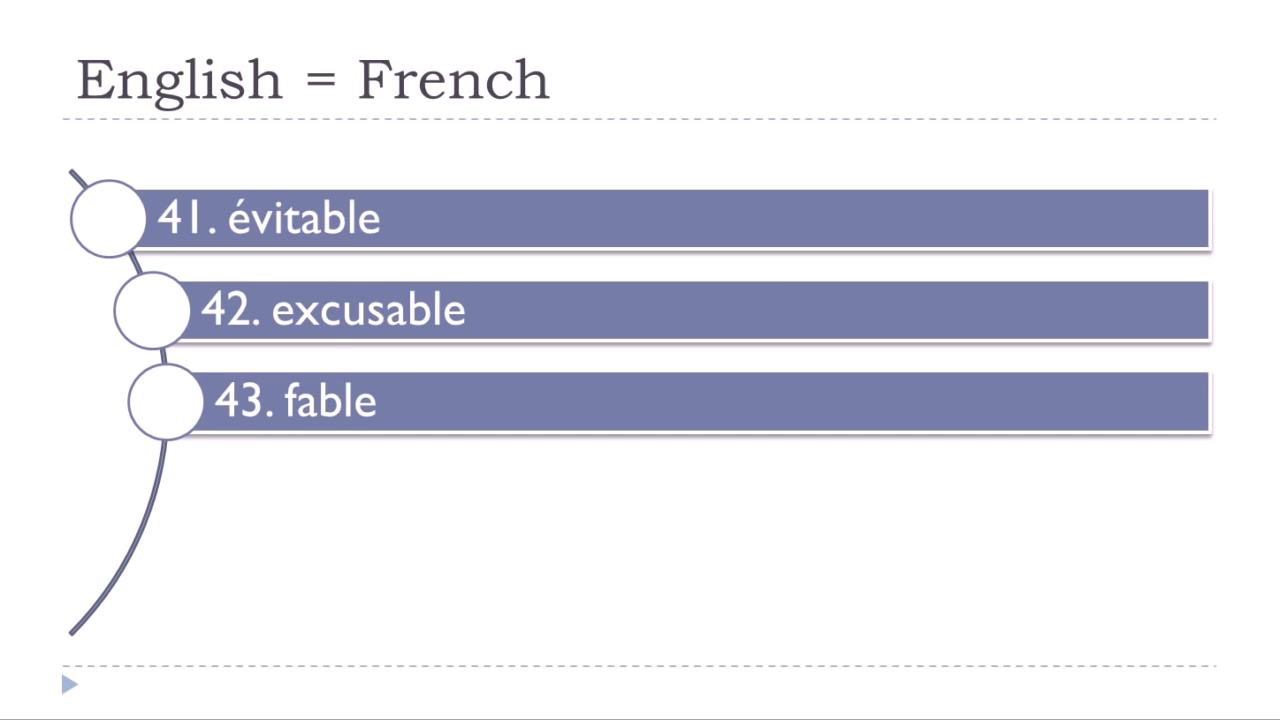 English = French
41. évitable
42. excusable
43. fable